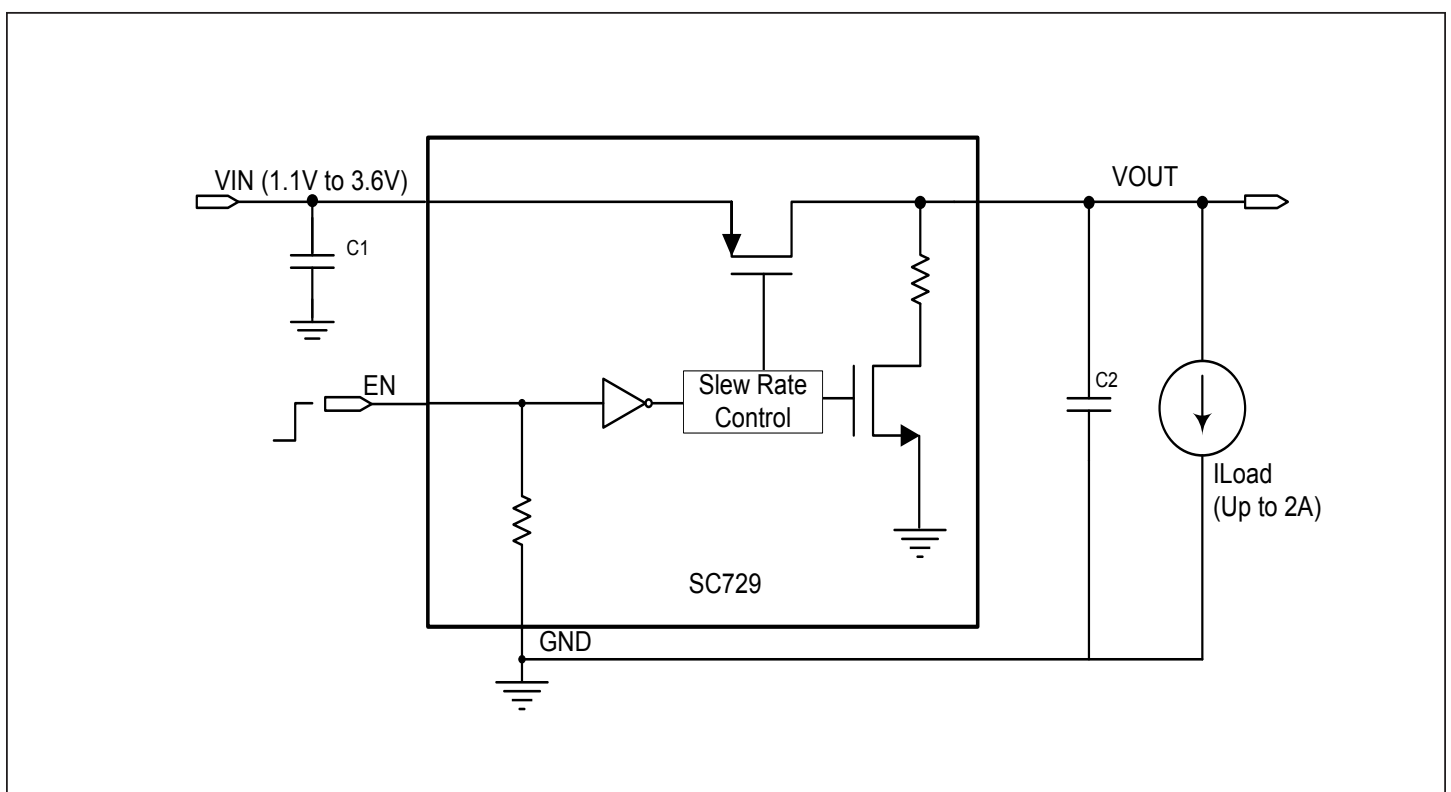 VIN (1.1V to 3.6V)
VOUT
C1
EN
Slew Rate
Control
C2
ILoad
(Up to 2A)
SC729
GND